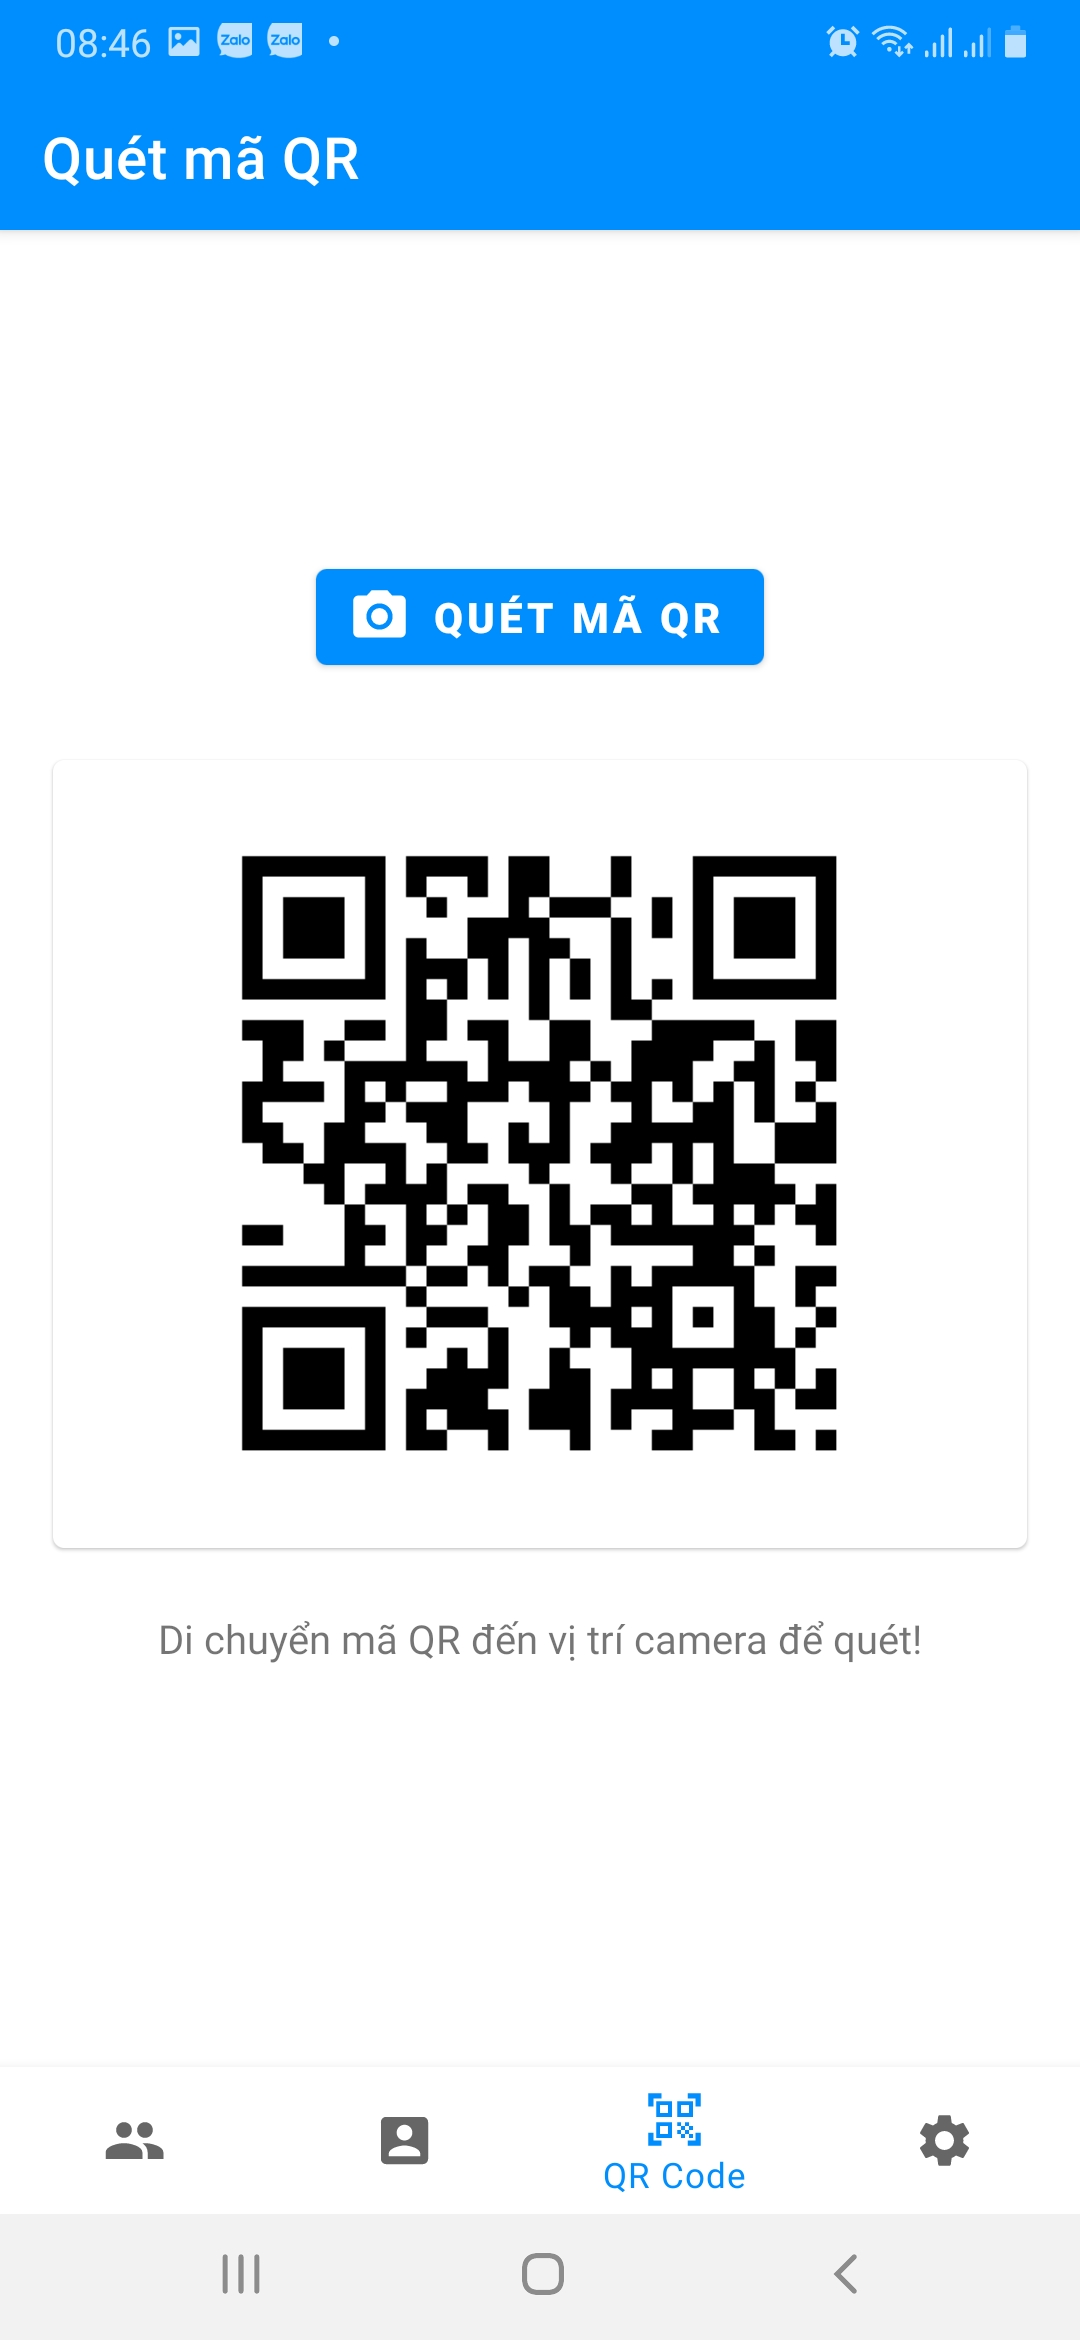 08:46 Zalo Zalo
Quét mã QR
QUÉT MÃ QR
Di chuyển mã QR đến vị trí camera để quét!
QR Code